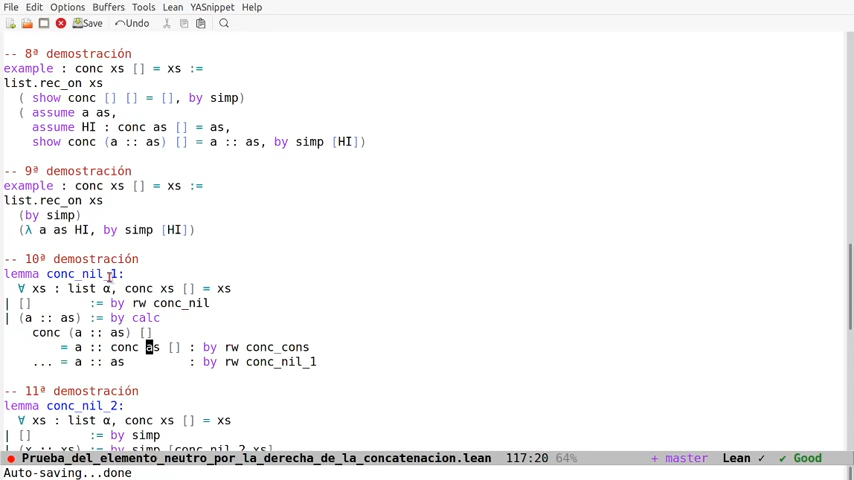 File Edit Options Buffers Tools Lean YASnippet Help
Save Undo
-- 8ª demostración
example : conc xs [] = xs :=
list.rec_on xs
( show conc [] [] = [], by simp)
( assume a as,
assume HI : conc as [] = as,
show conc (a :: as) [] = a :: as, by simp [HI])
-- 9ª demostración
example : conc xs [] = xs :=
list.rec_on xs
(by simp)
(λ a as HI, by simp [HI])
-- 10ª demostración
lemma conc_nil_1:
∀ xs : list α, conc xs [] = xs
| [] := by rw conc_nil
| (a :: as) := by calc
conc (a :: as) []
= a :: conc as [] : by rw conc_cons
... = a :: as : by rw conc_nil_1
-- 11ª demostración
lemma conc_nil_2:
∀ xs : list α, conc xs [] = xs
| [] := by simp
| (x :: xs) := by simp [conc_nil_2 xs]
Prueba_del_elemento_neutro_por_la_derecha_de_la_concatenacion.lean 117:20 64% + master Lean ✓ ✔ Good
Auto-saving...done